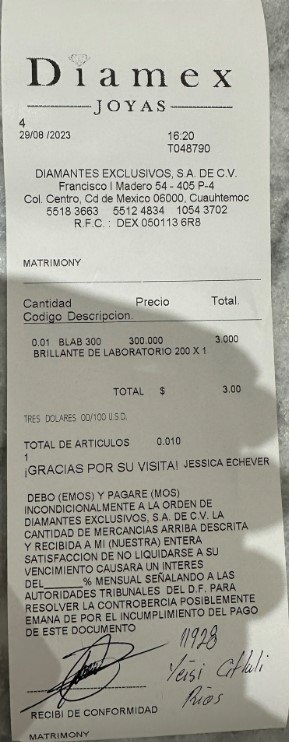 Diamex
JOYAS
4
29/08 /2023 16:20
T048790
DIAMANTES EXCLUSIVOS, S.A. DE C.V.
Francisco I Madero 54 - 405 P-4
Col. Centro, Cd de Mexico 06000, Cuauhtemoc
5518 3663 5512 4834 1054 3702
R.F.C. : DEX 050113 6R8
MATRIMONY
Cantidad Precio Total.
Codigo Descripcion.
0.01 BLAB 300 300.000 3.000
BRILLANTE DE LABORATORIO 200 X 1
TOTAL $ 3.00
TRES DOLARES 00/100 U.S.D.
TOTAL DE ARTICULOS 0.010
1
¡GRACIAS POR SU VISITA! JESSICA ECHEVER
DEBO (EMOS) Y PAGARE (MOS)
INCONDICIONALMENTE A LA ORDEN DE
DIAMANTES EXCLUSIVOS, S.A. DE C.V. LA
CANTIDAD DE MERCANCIAS ARRIBA DESCRITA
Y RECIBIDA A MI (NUESTRA) ENTERA
SATISFACCION DE NO LIQUIDARSE A SU
VENCIMIENTO CAUSARA UN INTERES
DEL______% MENSUAL SEÑALANDO A LAS
AUTORIDADES TRIBUNALES DEL D.F. PARA
RESOLVER LA CONTROBERCIA POSIBLEMENTE
EMANA DE POR EL INCUMPLIMIENTO DEL PAGO
DE ESTE DOCUMENTO
11928
Yeisi
Rios
RECIBI DE CONFORMIDAD
MATRIMONY